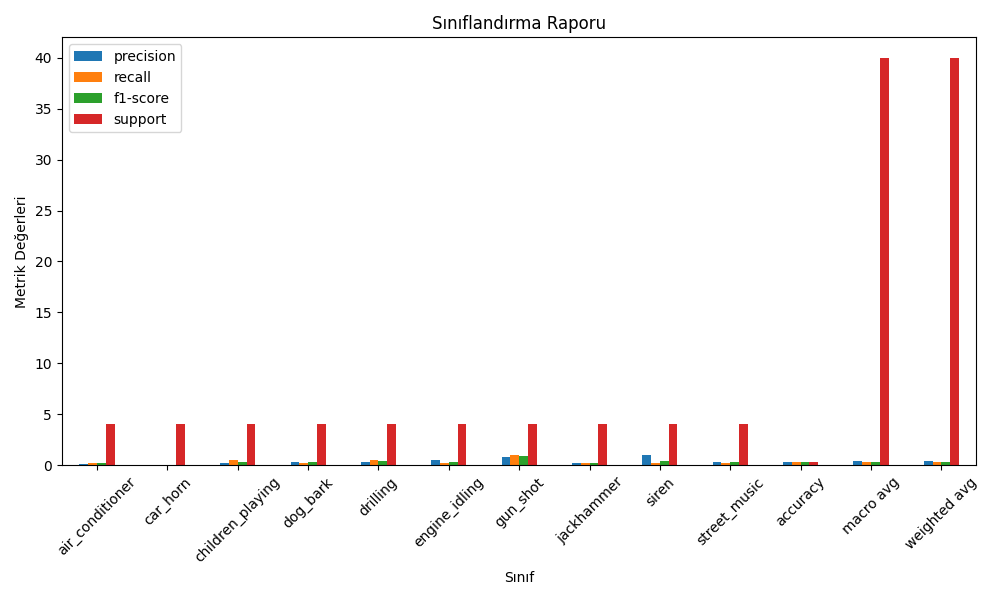 Sınıflandırma Raporu
precision
recall
f1-score
support
Metrik Değerleri
40
35
30
25
20
15
10
5
0
air_conditioner
car_horn
children_playing
dog_bark
drilling
engine_idling
gun_shot
jackhammer
siren
street_music
accuracy
macro avg
weighted avg
Sınıf